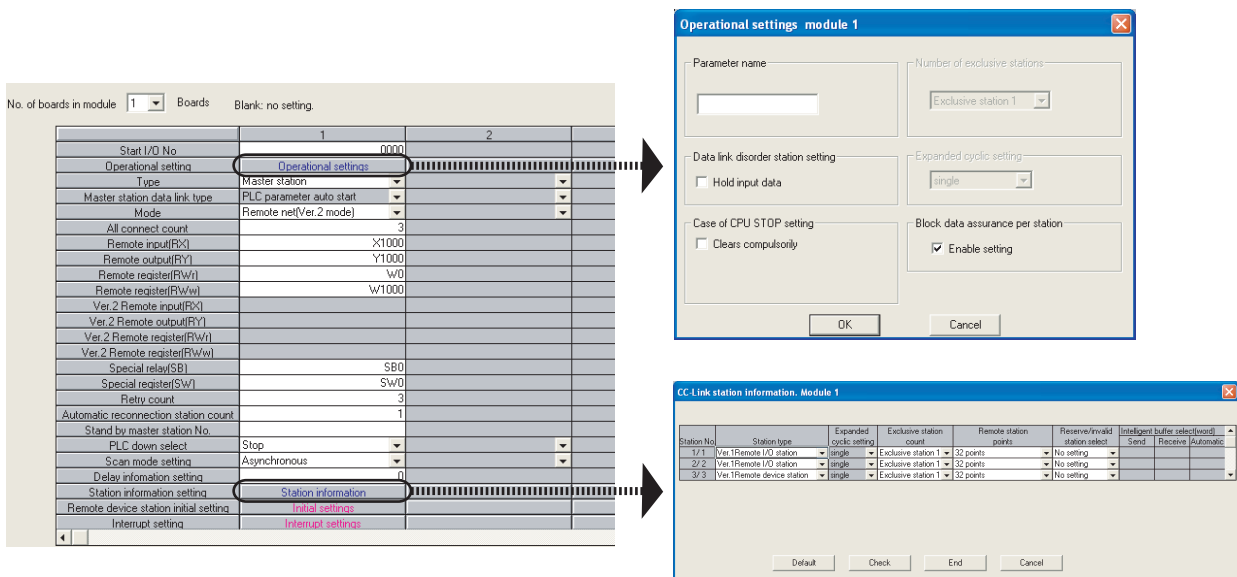 No. of boards in module 1 Boards Blank: no setting.
1 2
Start I/O No 0000
Operational setting Operational settings
Type Master station
Master station data link type PLC parameter auto start
Mode Remote net(Ver.2 mode)
All connect count 3
Remote input(RX) X1000
Remote output(RY) Y1000
Remote register(RWr) W0
Remote register(RWw) W1000
Ver.2 Remote input(RX)
Ver.2 Remote output(RY)
Ver.2 Remote register(RWr)
Ver.2 Remote register(RWw)
Special relay(SB) SB0
Special register(SW) SW0
Retry count 3
Automatic reconnection station count 1
Stand by master station No.
PLC down select Stop
Scan mode setting Asynchronous
Delay infomation setting 0
Station information setting Station information
Remote device station initial setting Initial settings
Interrupt setting Interrupt settings
Operational settings module 1
Parameter name
Number of exclusive stations
Exclusive station 1
Data link disorder station setting
Hold input data
Expanded cyclic setting
single
Case of CPU STOP setting
Clears compulsorily
Block data assurance per station
Enable setting
OK Cancel
CC-Link station information. Module 1
Station No. Station type Expanded cyclic setting Exclusive station count Remote station points Reserve/invalid station select Intelligent buffer select(word) Send Receive Automatic
1/1 Ver.1Remote I/O station single Exclusive station 1 32 points No setting
2/2 Ver.1Remote I/O station single Exclusive station 1 32 points No setting
3/3 Ver.1Remote device station single Exclusive station 1 32 points No setting
Default Check End Cancel